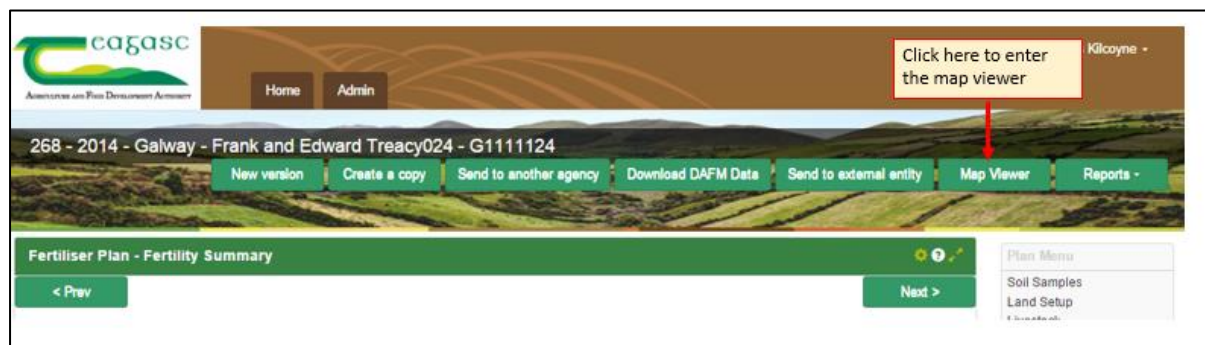 eagasc
Agriculture and Food Development Authority
Home Admin
Click here to enter
the map viewer
Kilcoyne
268 - 2014 - Galway - Frank and Edward Treacy024 - G1111124
New version Create a copy Send to another agency Download DAFM Data Send to external entity Map Viewer Reports
Fertiliser Plan - Fertility Summary
< Prev Next >
Plan Menu
Soil Samples
Land Setup